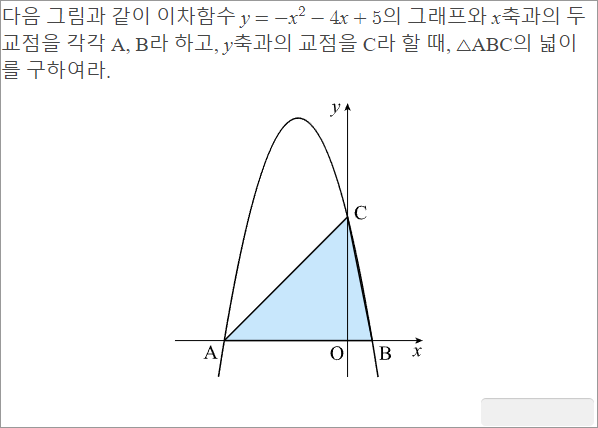 다음 그림과 같이 이차함수 y = −x² − 4x + 5의 그래프와 x축과의 두
교점을 각각 A, B라 하고, y축과의 교점을 C라 할 때, △ABC의 넓이
를 구하여라.
y
C
A
O
B
x